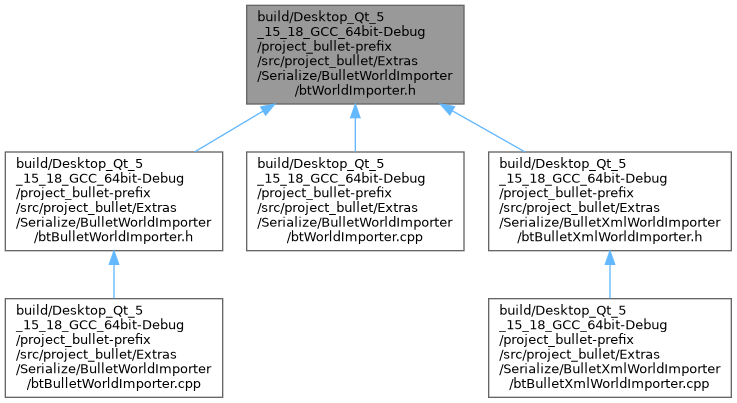 build/Desktop_Qt_5
_15_18_GCC_64bit-Debug
/project_bullet-prefix
/src/project_bullet/Extras
/Serialize/BulletWorldImporter
/btWorldImporter.h
build/Desktop_Qt_5
_15_18_GCC_64bit-Debug
/project_bullet-prefix
/src/project_bullet/Extras
/Serialize/BulletWorldImporter
/btBulletWorldImporter.h
build/Desktop_Qt_5
_15_18_GCC_64bit-Debug
/project_bullet-prefix
/src/project_bullet/Extras
/Serialize/BulletWorldImporter
/btWorldImporter.cpp
build/Desktop_Qt_5
_15_18_GCC_64bit-Debug
/project_bullet-prefix
/src/project_bullet/Extras
/Serialize/BulletXmlWorldImporter
/btBulletXmlWorldImporter.h
build/Desktop_Qt_5
_15_18_GCC_64bit-Debug
/project_bullet-prefix
/src/project_bullet/Extras
/Serialize/BulletWorldImporter
/btBulletWorldImporter.cpp
build/Desktop_Qt_5
_15_18_GCC_64bit-Debug
/project_bullet-prefix
/src/project_bullet/Extras
/Serialize/BulletXmlWorldImporter
/btBulletXmlWorldImporter.cpp